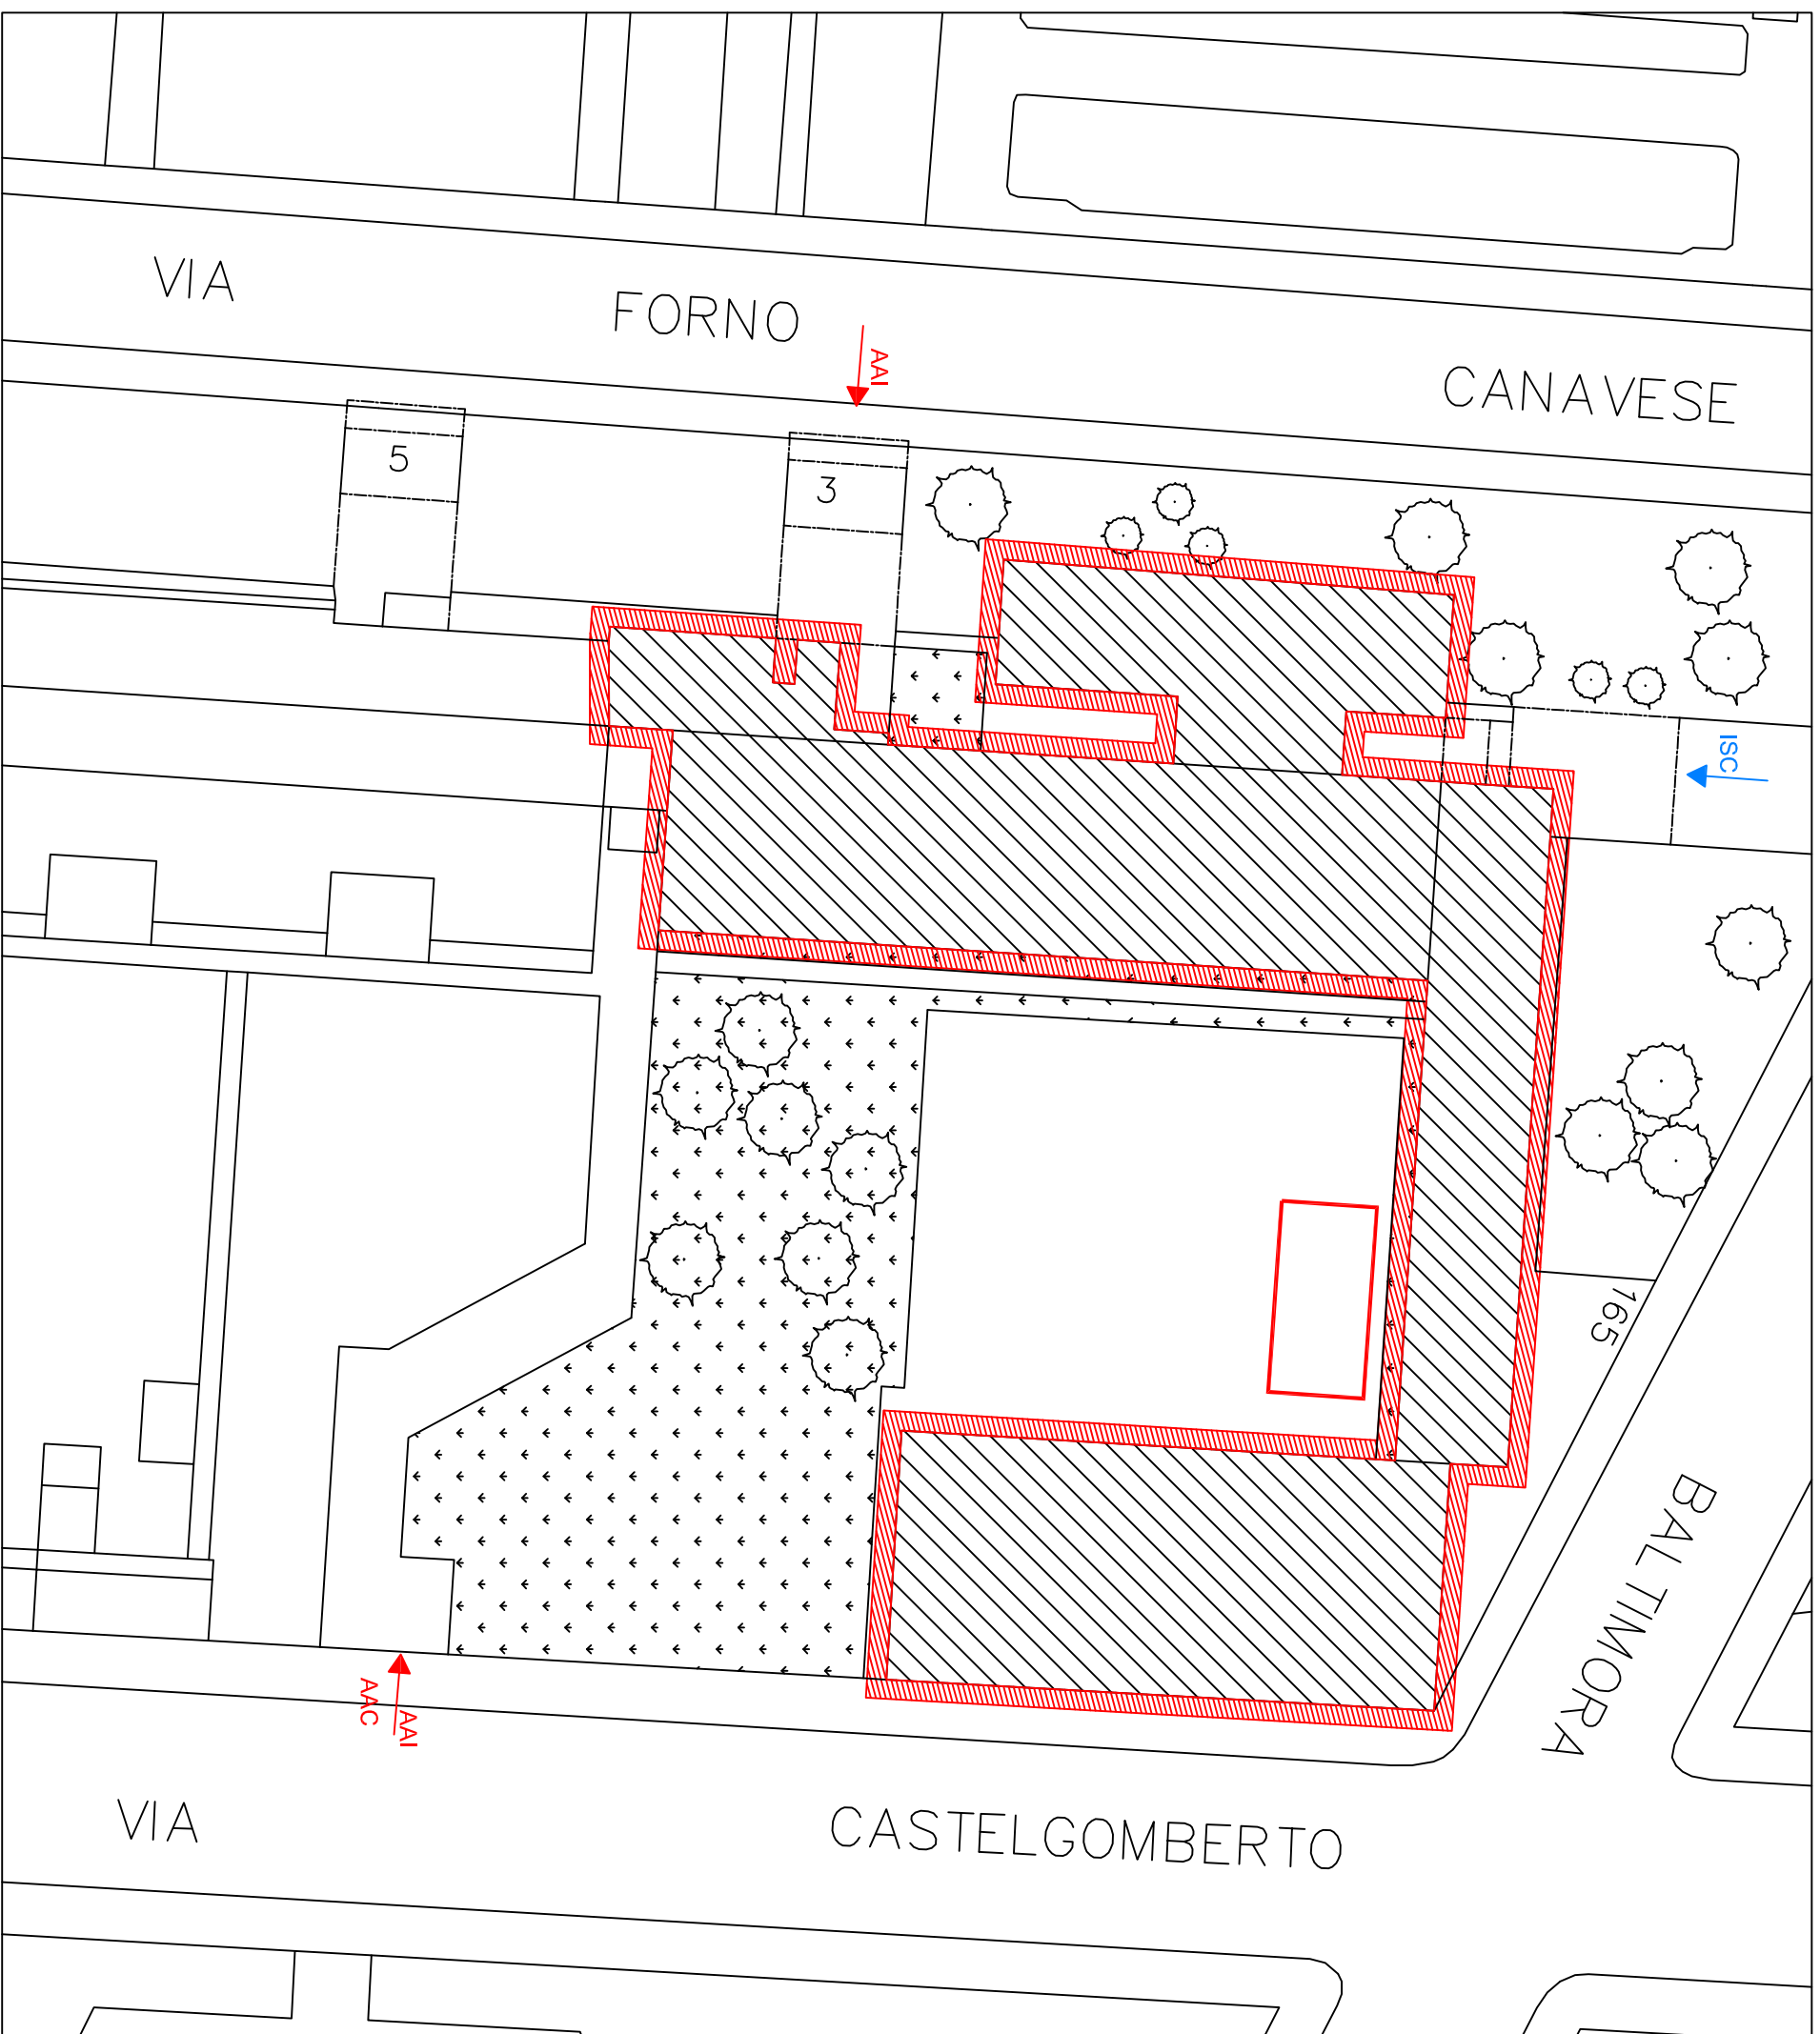 VIA FORNO CANAVESE
AAI
5
3
ISC
165
BALTIMORA
AAC
AAI
VIA CASTELGOMBERTO